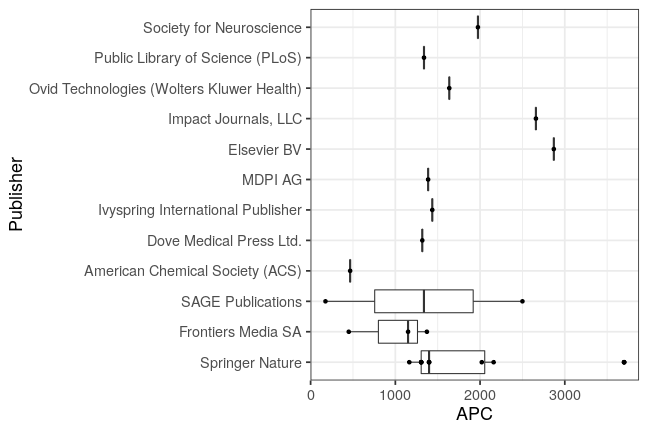 Publisher
Society for Neuroscience
Public Library of Science (PLoS)
Ovid Technologies (Wolters Kluwer Health)
Impact Journals, LLC
Elsevier BV
MDPI AG
Ivyspring International Publisher
Dove Medical Press Ltd.
American Chemical Society (ACS)
SAGE Publications
Frontiers Media SA
Springer Nature
0 1000 2000 3000
APC